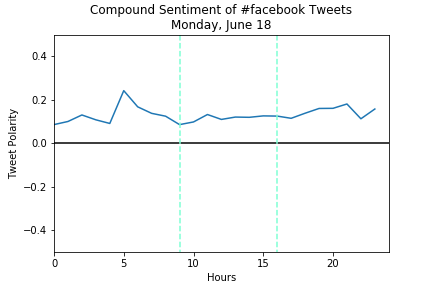 Compound Sentiment of #facebook Tweets
Monday, June 18
0.4
0.2
0.0
−0.2
−0.4
Tweet Polarity
0 5 10 15 20
Hours